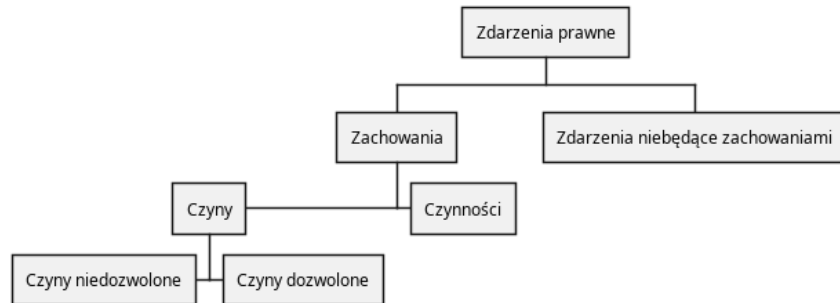 Zdarzenia prawne
Zachowania
Zdarzenia niebędące zachowaniami
Czyny
Czynności
Czyny niedozwolone
Czyny dozwolone